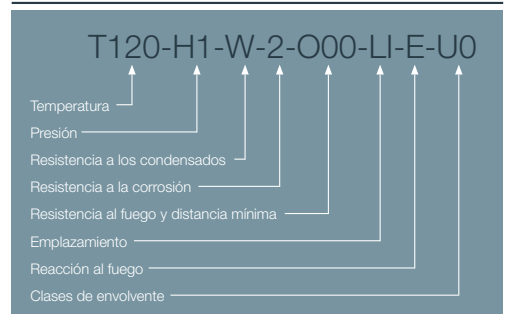 T120-H1-W-2-O00-LI-E-U0
Temperatura
Presión
Resistencia a los condensados
Resistencia a la corrosión
Resistencia al fuego y distancia mínima
Emplazamiento
Reacción al fuego
Clases de envolvente